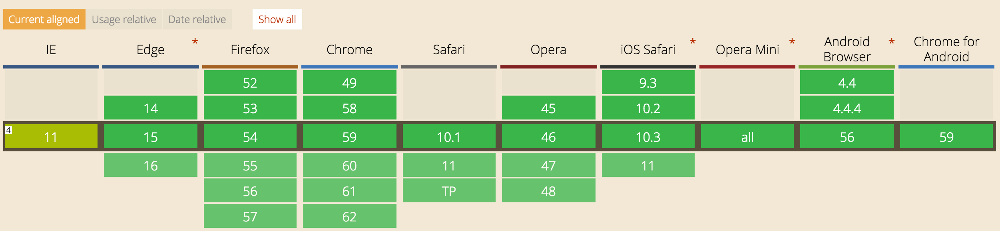 Current aligned Usage relative Date relative Show all
IE Edge * Firefox Chrome Safari Opera iOS Safari * Opera Mini * Android Browser * Chrome for Android
52 49 9.3 4.4
14 53 58 45 10.2 4.4.4
4 11 15 54 59 10.1 46 10.3 all 56 59
16 55 60 11 47 11
56 61 TP 48
57 62